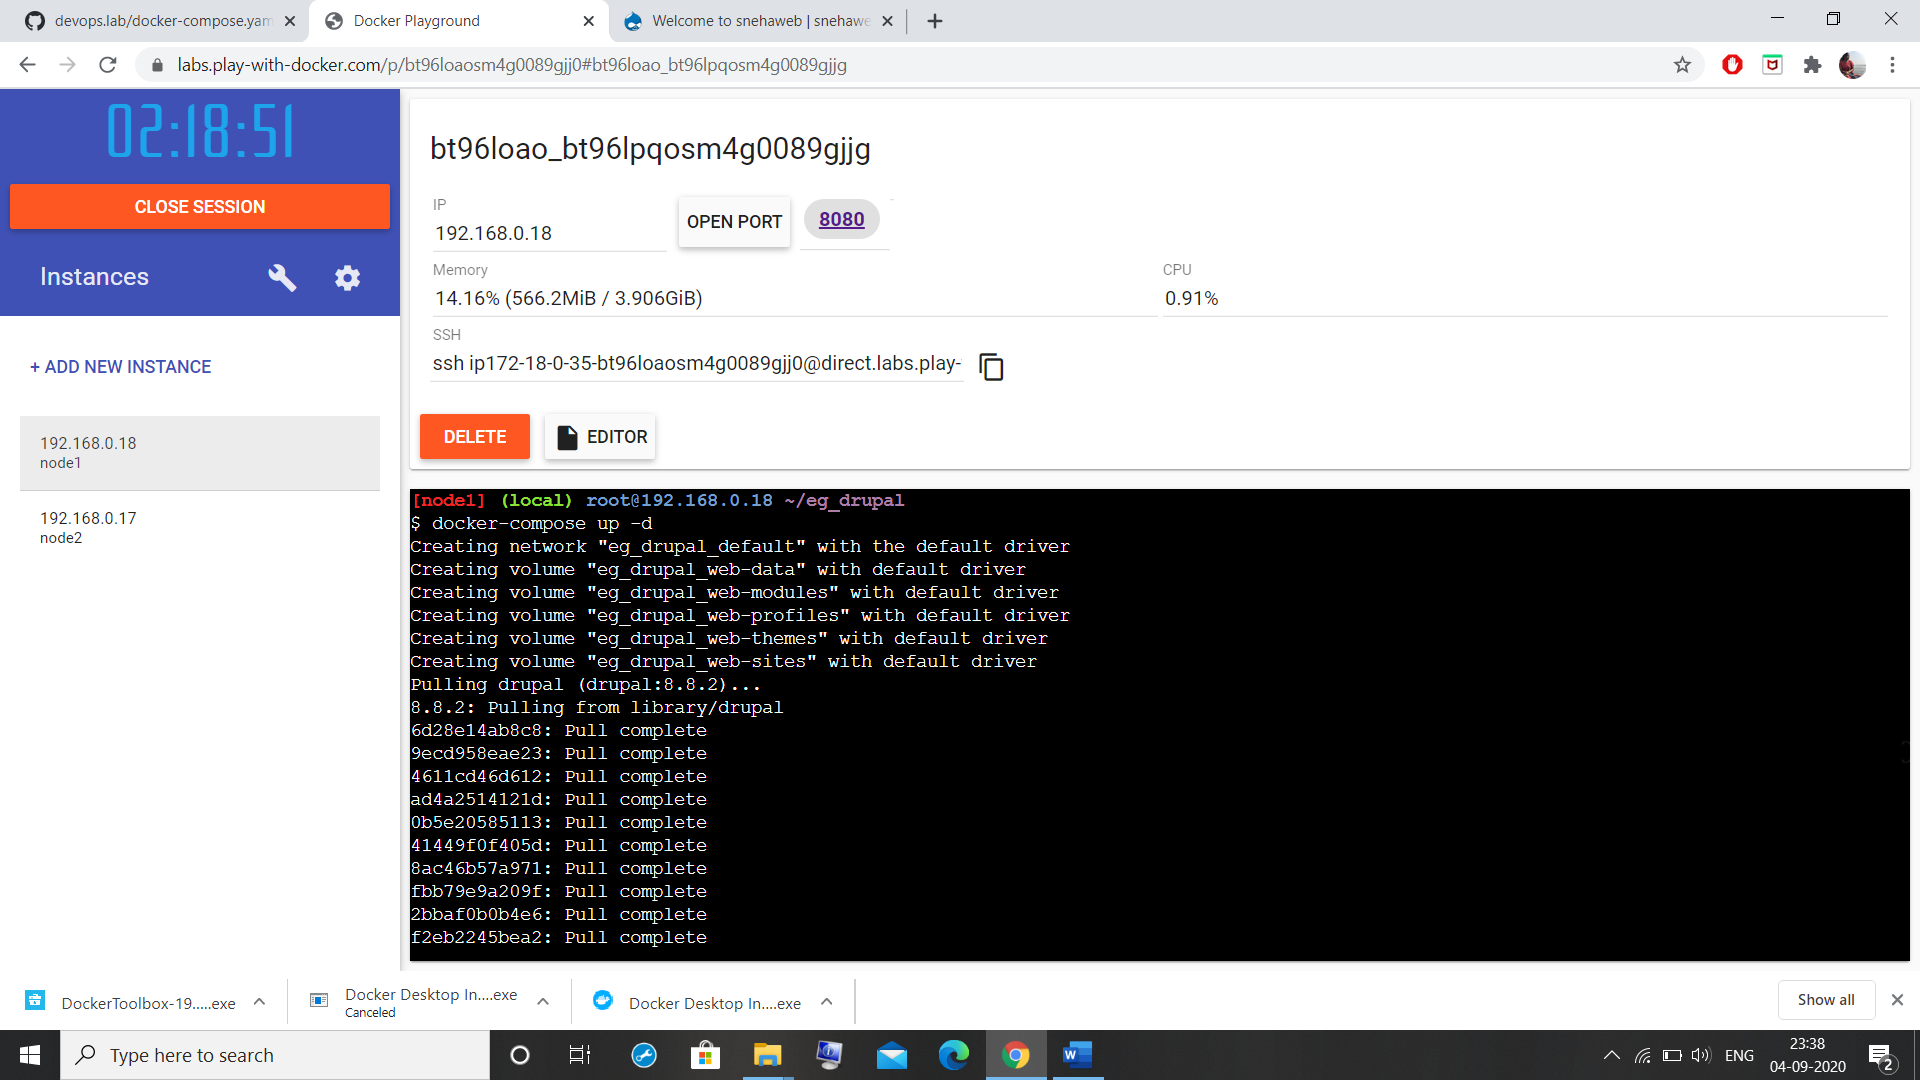 devops.lab/docker-compose.yam
Docker Playground
Welcome to snehaweb | snehawe
labs.play-with-docker.com/p/bt96loaosm4g0089gjj0#bt96loao_bt96lpqosm4g0089gjjg
02:18:51
CLOSE SESSION
Instances
+ ADD NEW INSTANCE
192.168.0.18
node1
192.168.0.17
node2
bt96loao_bt96lpqosm4g0089gjjg
IP
192.168.0.18
OPEN PORT
8080
Memory
14.16% (566.2MiB / 3.906GiB)
CPU
0.91%
SSH
ssh ip172-18-0-35-bt96loaosm4g0089gjj0@direct.labs.play-
DELETE
EDITOR
[node1] (local) root@192.168.0.18 ~/eg_drupal
$ docker-compose up -d
Creating network "eg_drupal_default" with the default driver
Creating volume "eg_drupal_web-data" with default driver
Creating volume "eg_drupal_web-modules" with default driver
Creating volume "eg_drupal_web-profiles" with default driver
Creating volume "eg_drupal_web-themes" with default driver
Creating volume "eg_drupal_web-sites" with default driver
Pulling drupal (drupal:8.8.2)...
8.8.2: Pulling from library/drupal
6d28e14ab8c8: Pull complete
9ecd958eae23: Pull complete
4611cd46d612: Pull complete
ad4a2514121d: Pull complete
0b5e20585113: Pull complete
41449f0f405d: Pull complete
8ac46b57a971: Pull complete
fbb79e9a209f: Pull complete
2bbaf0b0b4e6: Pull complete
f2eb2245bea2: Pull complete
DockerToolbox-19.....exe
Docker Desktop In....exe
Canceled
Docker Desktop In....exe
Show all
Type here to search
ENG
23:38
04-09-2020
2